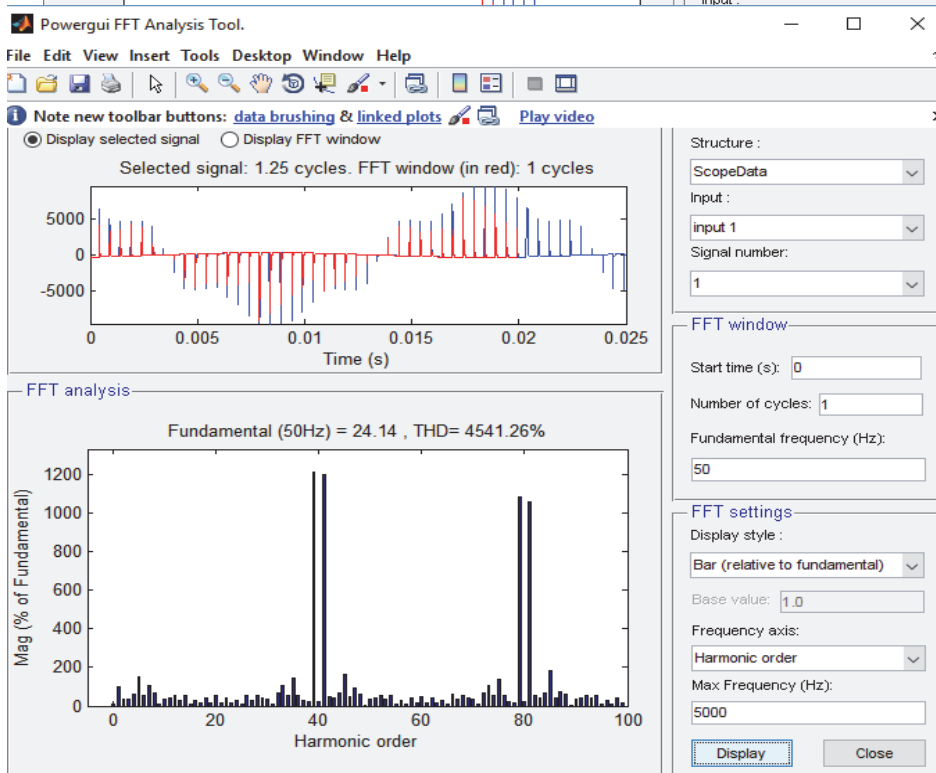 Input :
Powergui FFT Analysis Tool.
File Edit View Insert Tools Desktop Window Help
Note new toolbar buttons: data brushing & linked plots Play video
Display selected signal Display FFT window
Selected signal: 1.25 cycles. FFT window (in red): 1 cycles
5000
0
-5000
0 0.005 0.01 0.015 0.02 0.025
Time (s)
FFT analysis
Fundamental (50Hz) = 24.14 , THD= 4541.26%
Mag (% of Fundamental)
1200
1000
800
600
400
200
0
0 20 40 60 80 100
Harmonic order
Structure :
ScopeData
Input :
input 1
Signal number:
1
FFT window
Start time (s): 0
Number of cycles: 1
Fundamental frequency (Hz):
50
FFT settings
Display style :
Bar (relative to fundamental)
Base value: 1.0
Frequency axis:
Harmonic order
Max Frequency (Hz):
5000
Display Close